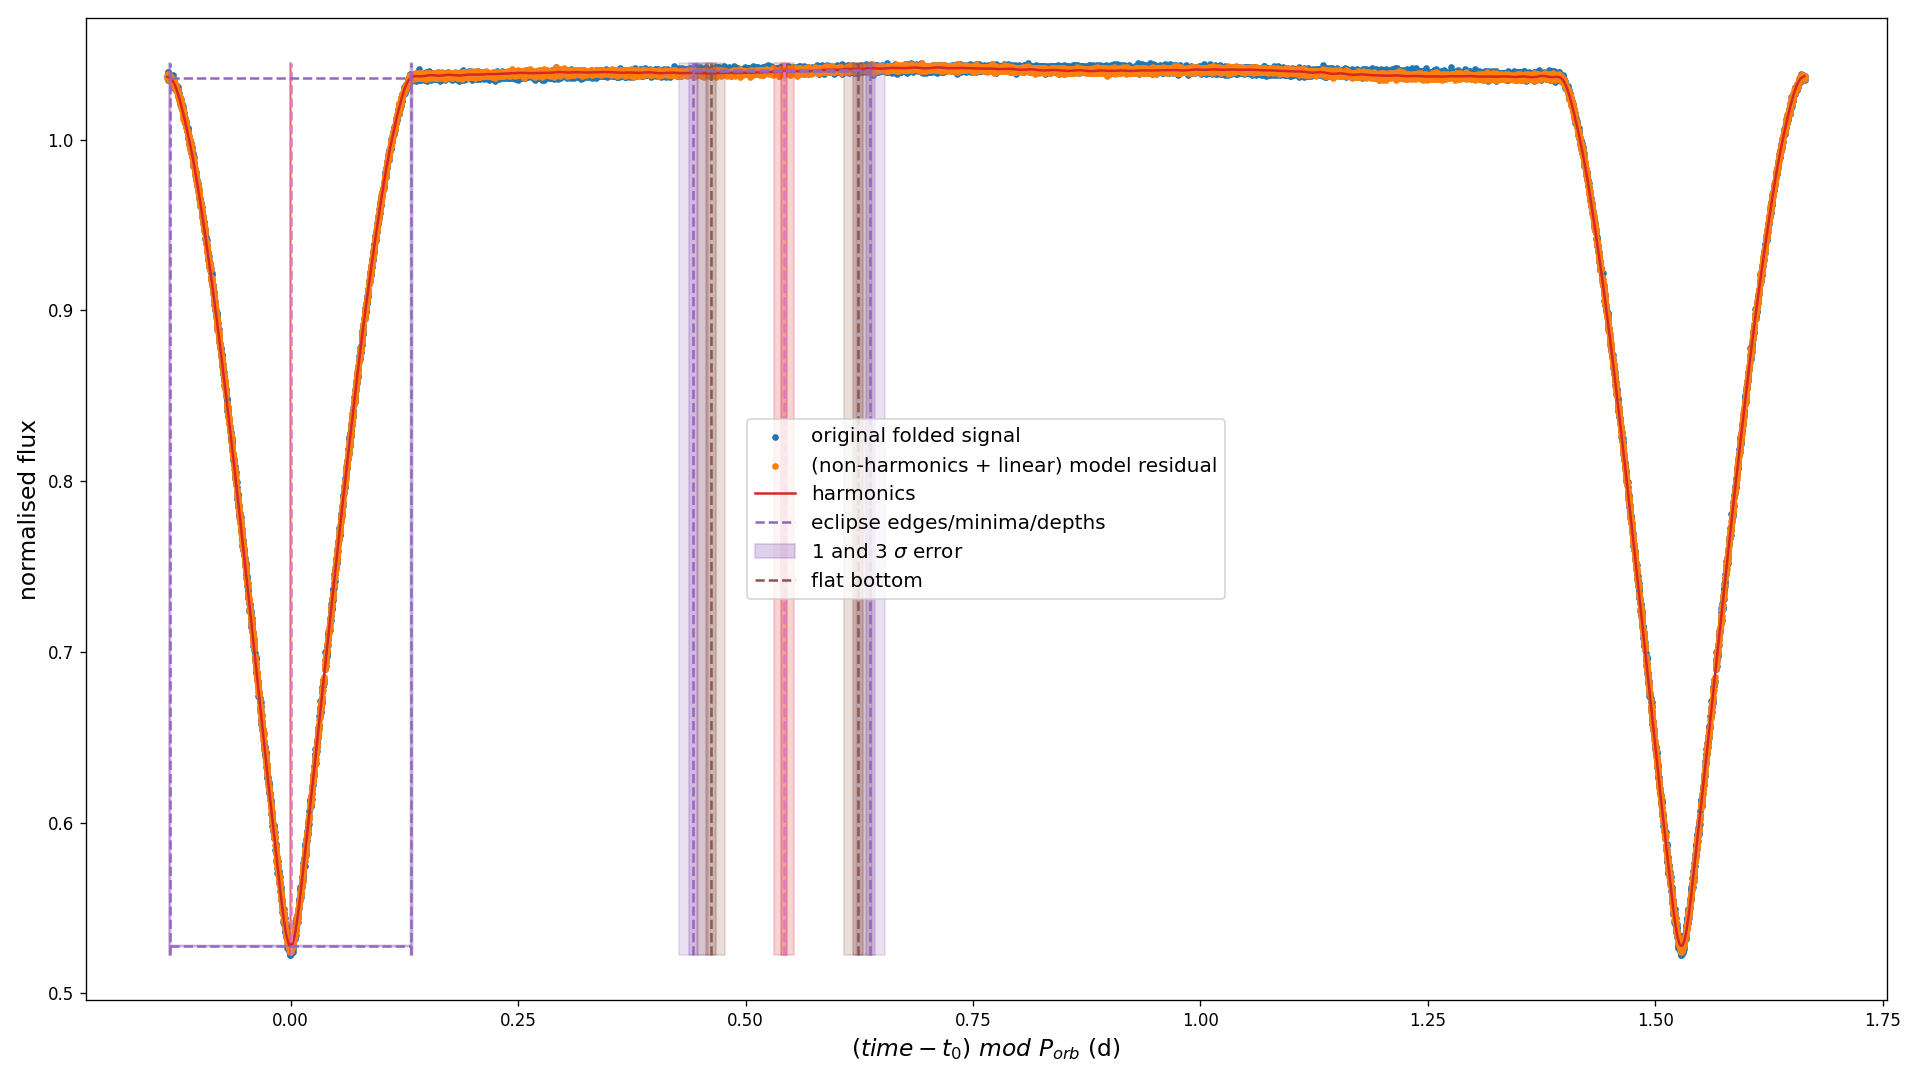 normalised flux
1.0
0.9
0.8
0.7
0.6
0.5
original folded signal
(non-harmonics + linear) model residual
harmonics
eclipse edges/minima/depths
1 and 3 σ error
flat bottom
0.00 0.25 0.50 0.75 1.00 1.25 1.50 1.75
(time − t₀) mod Pₒᵣᵦ (d)